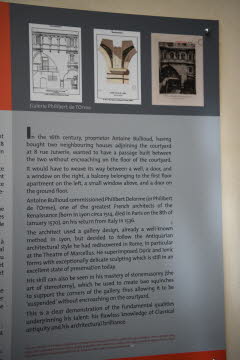 Galerie Philibert de l'Orme
In the 16th century, proprietor Antoine Bullioud, having
bought two neighbouring houses adjoining the courtyard
at 8 rue Juiverie, wanted to have a passage built between
the two without encroaching on the floor of the courtyard.
It would have to weave its way between a well, a door, and
a window on the right, a balcony belonging to the first floor
apartment on the left, a small window above, and a door on
the ground floor.
Antoine Bullioud commissioned Philibert Delorme (or Philibert
de l'Orme), one of the greatest French architects of the
Renaissance (born in Lyon circa 1514, died in Paris on the 8th of
January 1570), on his return from Italy in 1536.
The architect used a gallery design, already a well-known
method in Lyon, but decided to follow the Antiquarian
architectural style he had rediscovered in Rome, in particular
at the Theatre of Marcellus. He superimposed Doric and Ionic
forms with exceptionally delicate sculpting which is still in an
excellent state of preservation today.
His skill can also be seen in his mastery of stonemasonry (the
art of stereotomy), which he used to create two squinches
to support the corners of the gallery, thus allowing it to be
'suspended' without encroaching on the courtyard.
This is a clear demonstration of the fundamental qualities
underpinning his talent: his flawless knowledge of Classical
antiquity and his architectural brilliance.